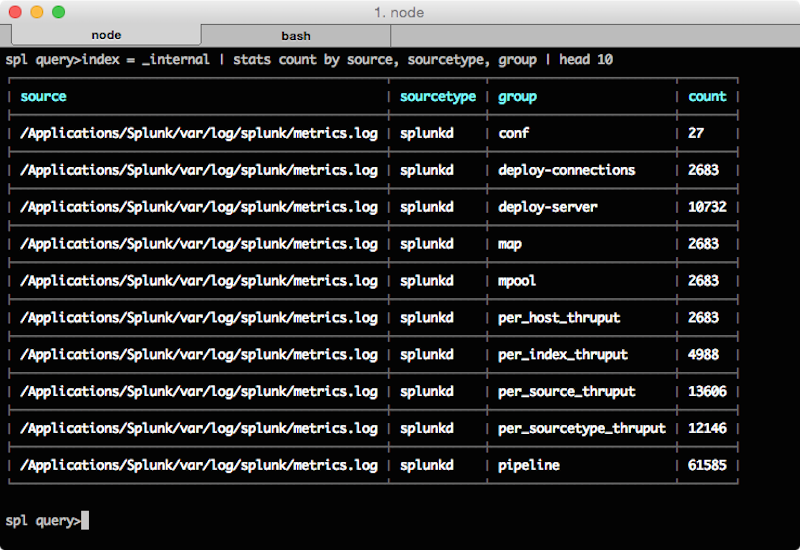 1. node
node bash
spl query>index = _internal | stats count by source, sourcetype, group | head 10
source sourcetype group count
/Applications/Splunk/var/log/splunk/metrics.log splunkd conf 27
/Applications/Splunk/var/log/splunk/metrics.log splunkd deploy-connections 2683
/Applications/Splunk/var/log/splunk/metrics.log splunkd deploy-server 10732
/Applications/Splunk/var/log/splunk/metrics.log splunkd map 2683
/Applications/Splunk/var/log/splunk/metrics.log splunkd mpool 2683
/Applications/Splunk/var/log/splunk/metrics.log splunkd per_host_thruput 2683
/Applications/Splunk/var/log/splunk/metrics.log splunkd per_index_thruput 4988
/Applications/Splunk/var/log/splunk/metrics.log splunkd per_source_thruput 13606
/Applications/Splunk/var/log/splunk/metrics.log splunkd per_sourcetype_thruput 12146
/Applications/Splunk/var/log/splunk/metrics.log splunkd pipeline 61585
spl query>